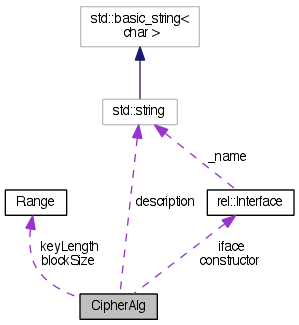 std::basic_string<
char >
std::string
_name
description
Range
rel::Interface
keyLength
blockSize
iface
constructor
CipherAlg